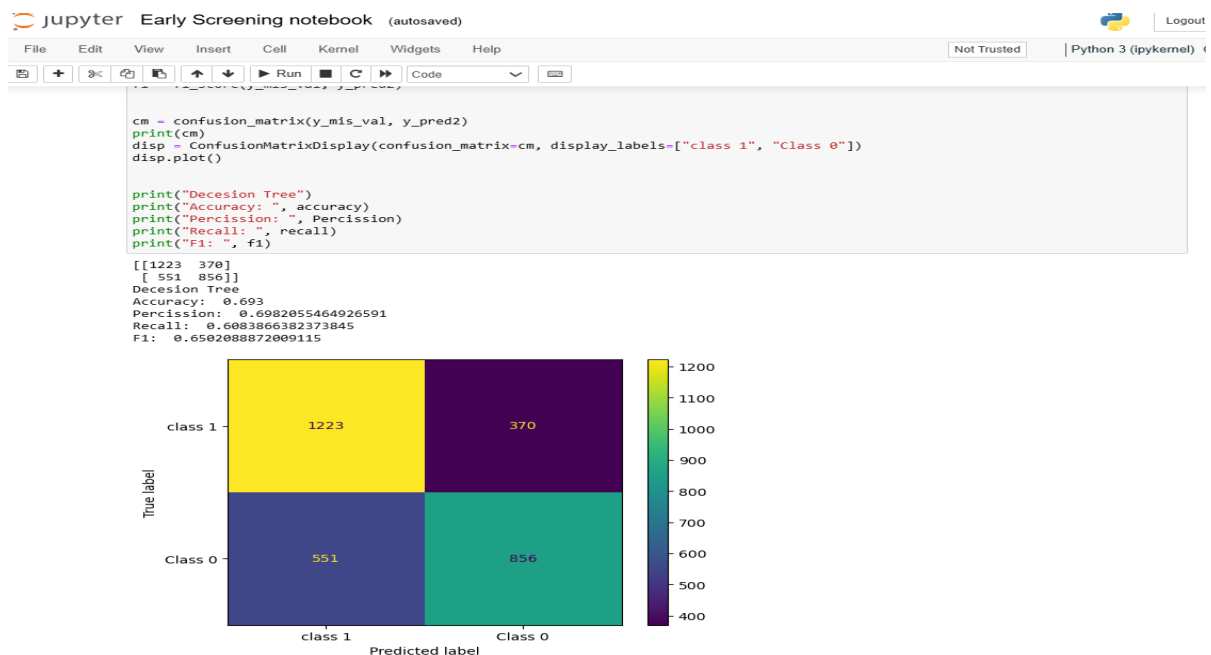 jupyter Early Screening notebook (autosaved)
Logout
File Edit View Insert Cell Kernel Widgets Help
Not Trusted
Python 3 (ipykernel)
Run
Code
cm = confusion_matrix(y_mis_val, y_pred2)
print(cm)
disp = ConfusionMatrixDisplay(confusion_matrix=cm, display_labels=["class 1", "Class 0"])
disp.plot()
print("Decesion Tree")
print("Accuracy: ", accuracy)
print("Percission: ", Percission)
print("Recall: ", recall)
print("F1: ", f1)
[[1223 370]
[ 551 856]]
Decesion Tree
Accuracy: 0.693
Percission: 0.6982055464926591
Recall: 0.6083866382373845
F1: 0.6502088872009115
1200
1100
1000
900
800
700
600
500
400
class 1
1223
370
True label
Class 0
551
856
class 1
Class 0
Predicted label